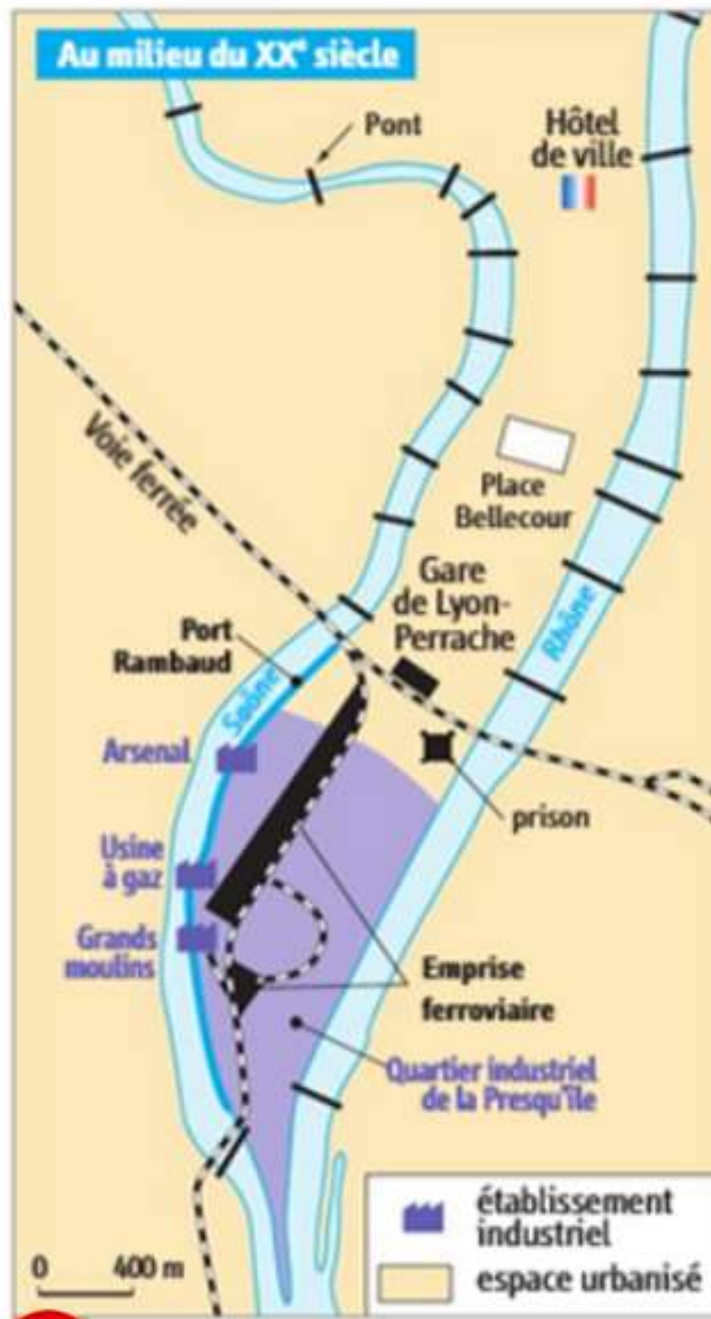 Au milieu du XXe siècle
Pont
Hôtel
de ville
Voie ferrée
Place
Bellecour
Gare
de Lyon-
Perrache
Rhône
Port
Rambaud
Saône
Arsenal
prison
Usine
à gaz
Grands
moulins
Emprise
ferroviaire
Quartier industriel
de la Presqu'île
établissement
industriel
espace urbanisé
0 400 m